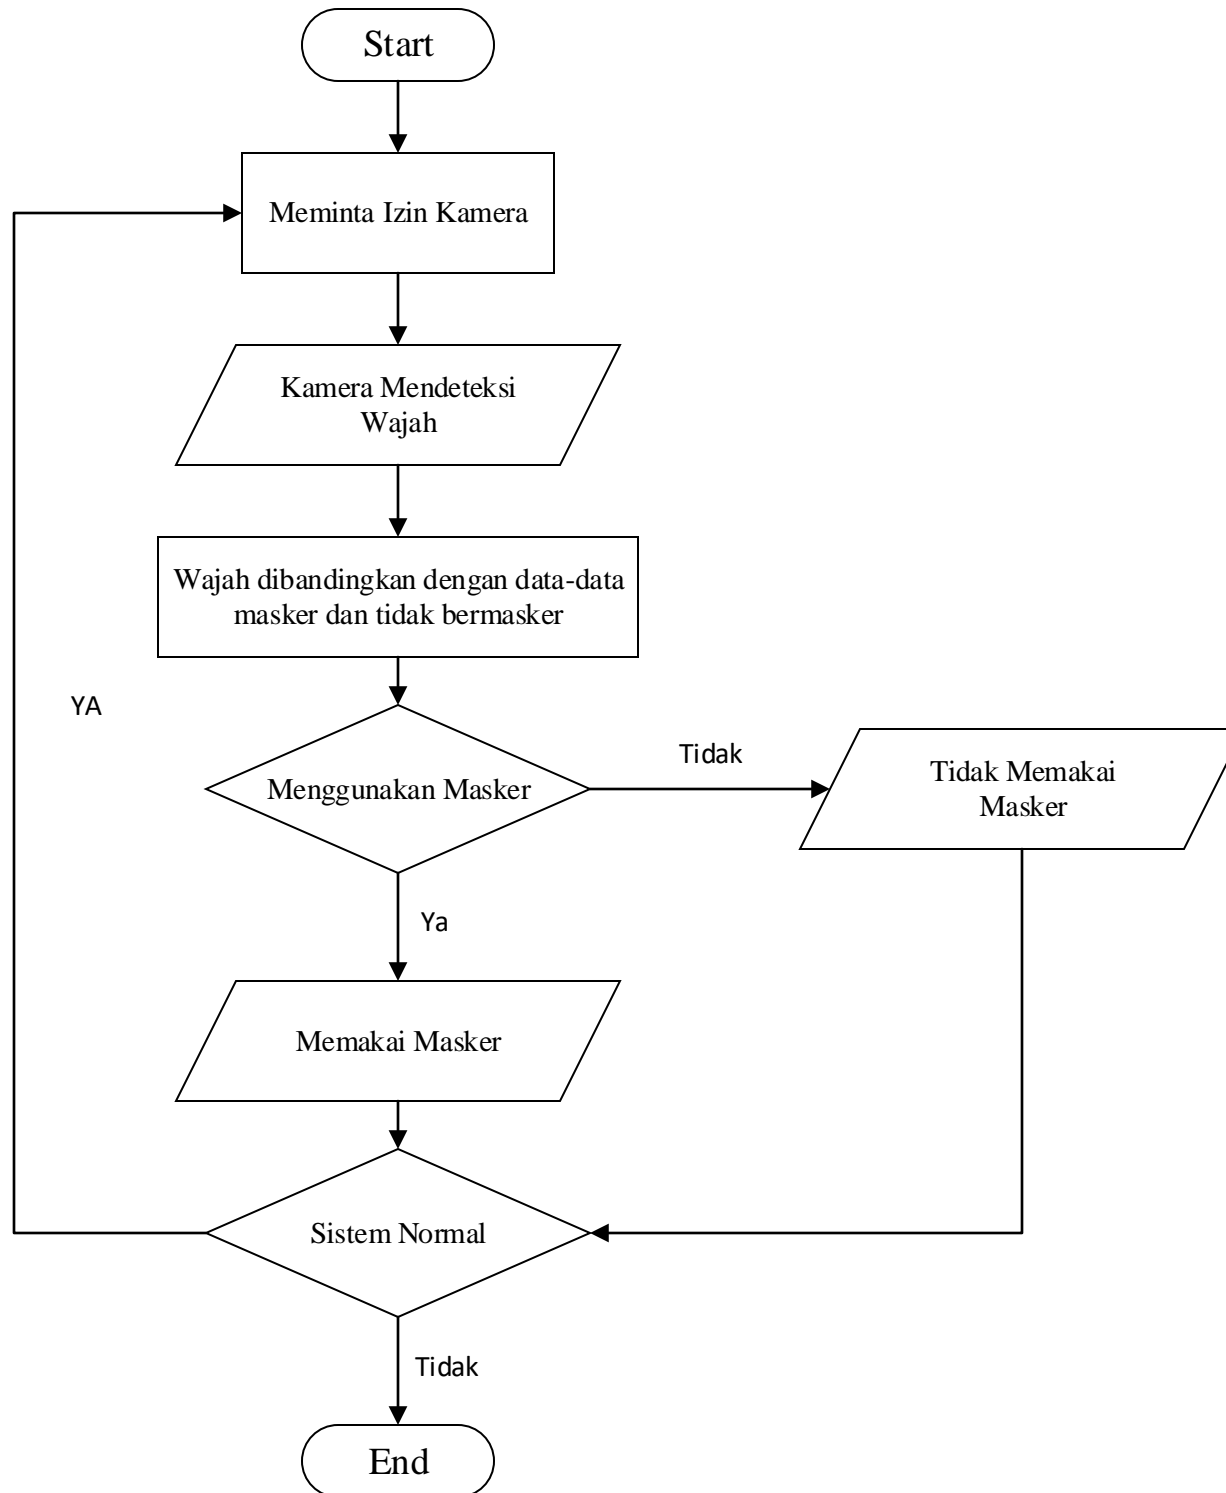 Start
Meminta Izin Kamera
Kamera Mendeteksi
Wajah
Wajah dibandingkan dengan data-data
masker dan tidak bermasker
YA
Menggunakan Masker
Tidak
Tidak Memakai
Masker
Ya
Memakai Masker
Sistem Normal
Tidak
End